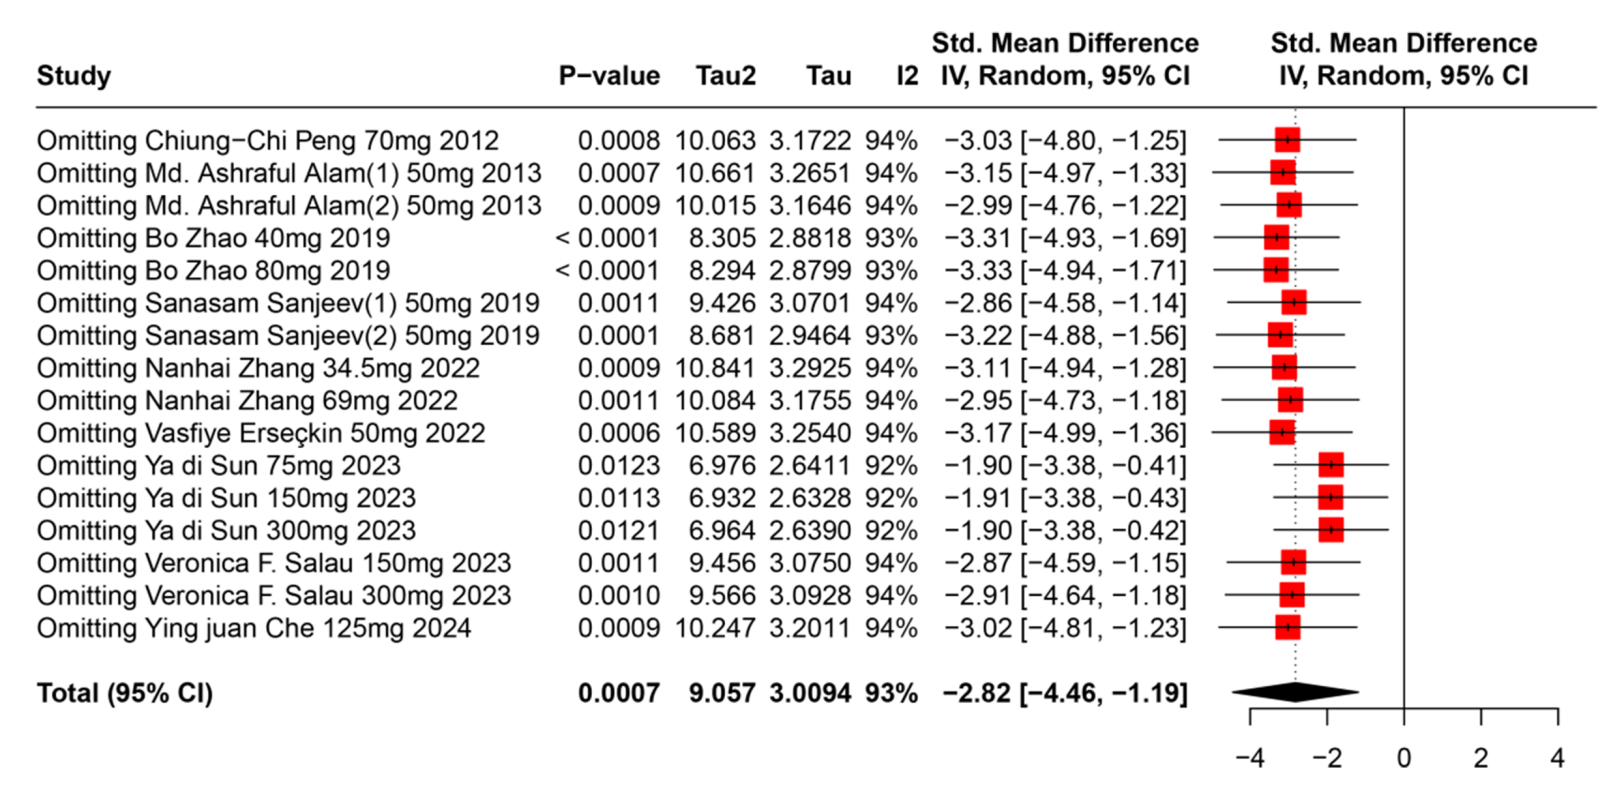 Std. Mean Difference Std. Mean Difference
Study P−value Tau2 Tau I2 IV, Random, 95% CI IV, Random, 95% CI
Omitting Chiung−Chi Peng 70mg 2012 0.0008 10.063 3.1722 94% −3.03 [−4.80, −1.25]
Omitting Md. Ashraful Alam(1) 50mg 2013 0.0007 10.661 3.2651 94% −3.15 [−4.97, −1.33]
Omitting Md. Ashraful Alam(2) 50mg 2013 0.0009 10.015 3.1646 94% −2.99 [−4.76, −1.22]
Omitting Bo Zhao 40mg 2019 < 0.0001 8.305 2.8818 93% −3.31 [−4.93, −1.69]
Omitting Bo Zhao 80mg 2019 < 0.0001 8.294 2.8799 93% −3.33 [−4.94, −1.71]
Omitting Sanasam Sanjeev(1) 50mg 2019 0.0011 9.426 3.0701 94% −2.86 [−4.58, −1.14]
Omitting Sanasam Sanjeev(2) 50mg 2019 0.0001 8.681 2.9464 93% −3.22 [−4.88, −1.56]
Omitting Nanhai Zhang 34.5mg 2022 0.0009 10.841 3.2925 94% −3.11 [−4.94, −1.28]
Omitting Nanhai Zhang 69mg 2022 0.0011 10.084 3.1755 94% −2.95 [−4.73, −1.18]
Omitting Vasfiye Erseçkin 50mg 2022 0.0006 10.589 3.2540 94% −3.17 [−4.99, −1.36]
Omitting Ya di Sun 75mg 2023 0.0123 6.976 2.6411 92% −1.90 [−3.38, −0.41]
Omitting Ya di Sun 150mg 2023 0.0113 6.932 2.6328 92% −1.91 [−3.38, −0.43]
Omitting Ya di Sun 300mg 2023 0.0121 6.964 2.6390 92% −1.90 [−3.38, −0.42]
Omitting Veronica F. Salau 150mg 2023 0.0011 9.456 3.0750 94% −2.87 [−4.59, −1.15]
Omitting Veronica F. Salau 300mg 2023 0.0010 9.566 3.0928 94% −2.91 [−4.64, −1.18]
Omitting Ying juan Che 125mg 2024 0.0009 10.247 3.2011 94% −3.02 [−4.81, −1.23]
Total (95% CI) 0.0007 9.057 3.0094 93% −2.82 [−4.46, −1.19]
−4 −2 0 2 4